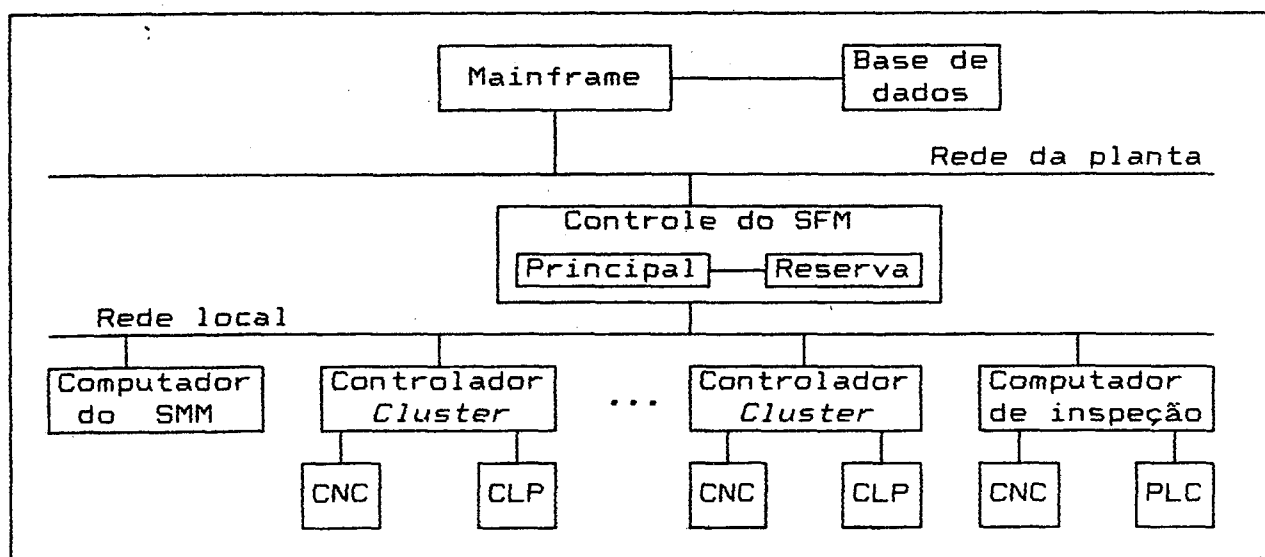 Mainframe
Base de
dados
Rede da planta
Controle do SFM
Principal
Reserva
Rede local
Computador
do SMM
Controlador
Cluster
...
Controlador
Cluster
Computador
de inspeção
CNC
CLP
CNC
CLP
CNC
PLC